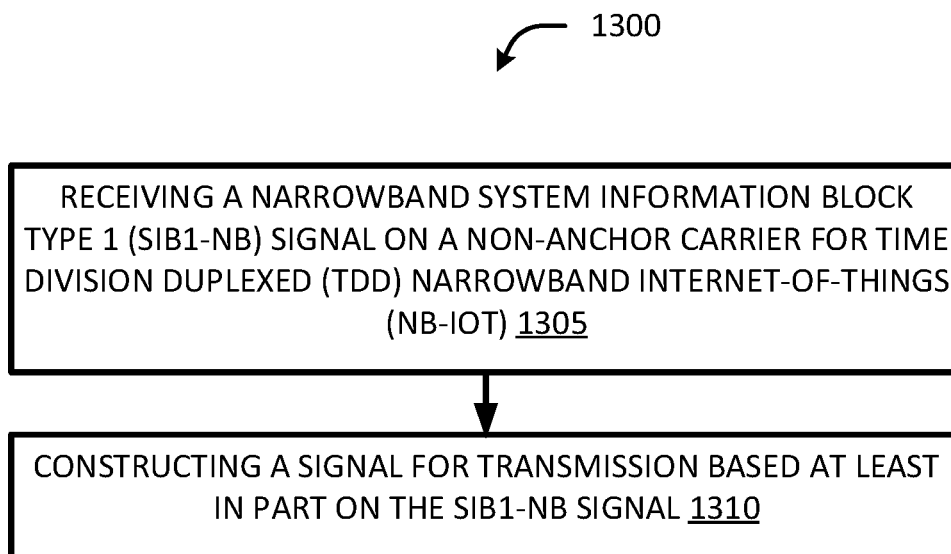 1300
RECEIVING A NARROWBAND SYSTEM INFORMATION BLOCK
TYPE 1 (SIB1-NB) SIGNAL ON A NON-ANCHOR CARRIER FOR TIME
DIVISION DUPLEXED (TDD) NARROWBAND INTERNET-OF-THINGS
(NB-IOT) 1305
CONSTRUCTING A SIGNAL FOR TRANSMISSION BASED AT LEAST
IN PART ON THE SIB1-NB SIGNAL 1310